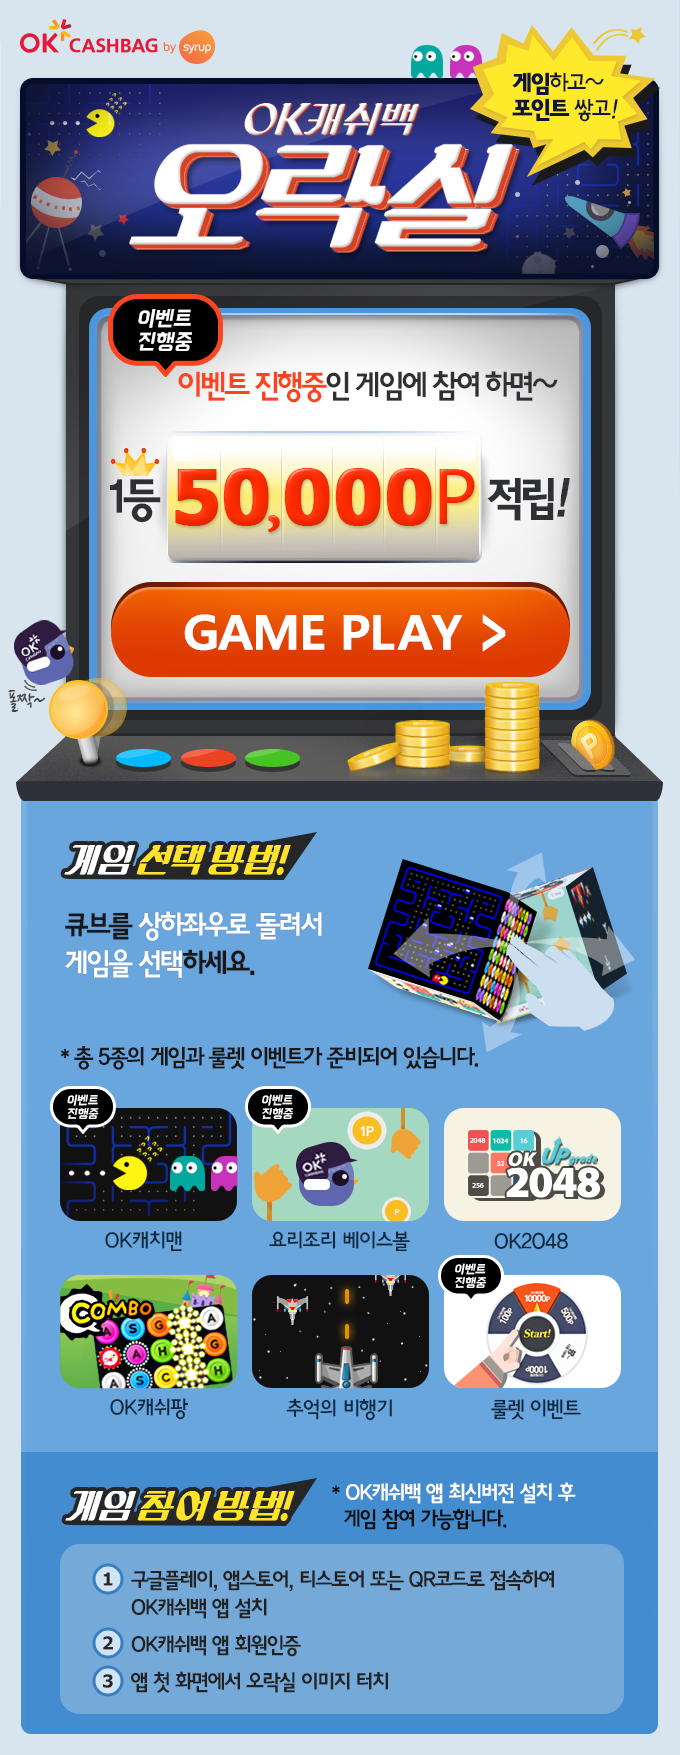 OK CASHBAG by syrup
게임하고~
포인트 쌓고!
OK캐쉬백
오락실
이벤트
진행중
이벤트 진행중인 게임에 참여 하면~
1등 50,000P 적립!
GAME PLAY >
OK
폴짝~
P
게임 선택 방법!
큐브를 상하좌우로 돌려서
게임을 선택하세요.
* 총 5종의 게임과 룰렛 이벤트가 준비되어 있습니다.
이벤트
진행중
OK캐치맨
이벤트
진행중
1P
OK
P
요리조리 베이스볼
2048 1024 16
32
256
OK UPgrade
2048
OK2048
COMBO
A S G A
A H G
A S C H
OK캐쉬팡
추억의 비행기
이벤트
진행중
10000P
100P
500P
Start!
1000P
룰렛 이벤트
게임 참여 방법!
* OK캐쉬백 앱 최신버전 설치 후
게임 참여 가능합니다.
1 구글플레이, 앱스토어, 티스토어 또는 QR코드로 접속하여
OK캐쉬백 앱 설치
2 OK캐쉬백 앱 회원인증
3 앱 첫 화면에서 오락실 이미지 터치